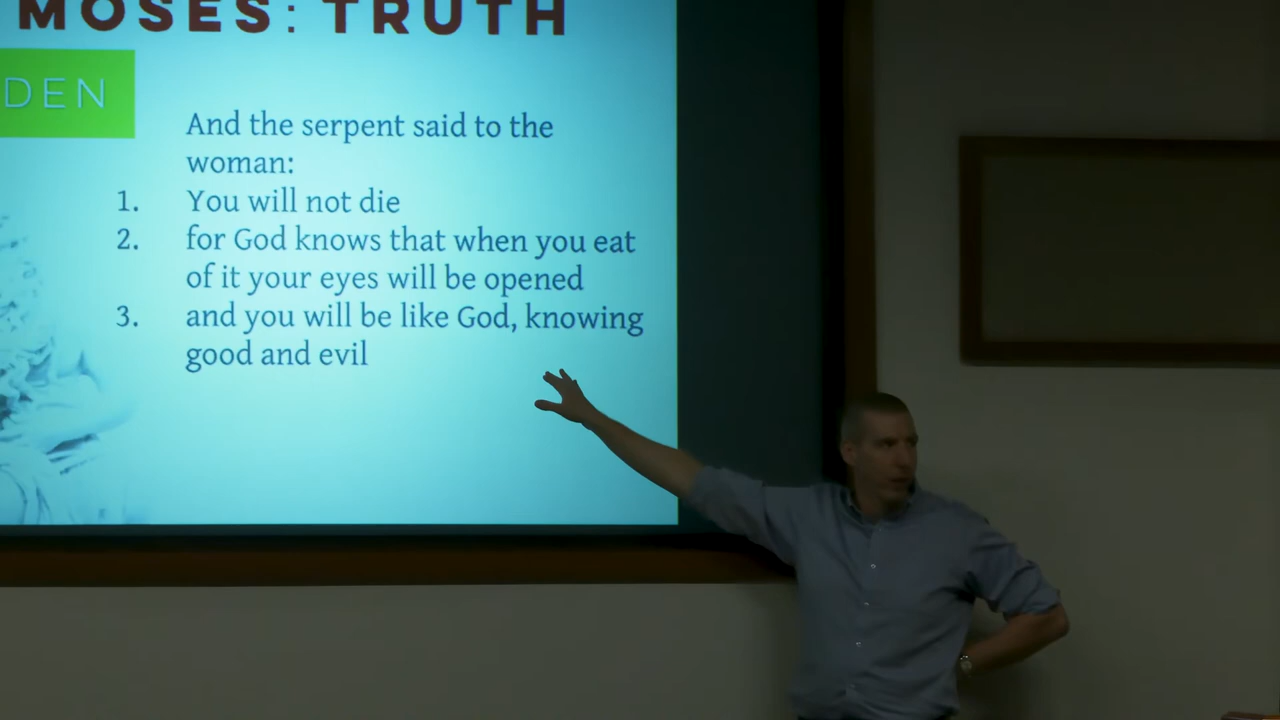 MOSES: TRUTH
DEN
And the serpent said to the
woman:
1. You will not die
2. for God knows that when you eat
of it your eyes will be opened
3. and you will be like God, knowing
good and evil